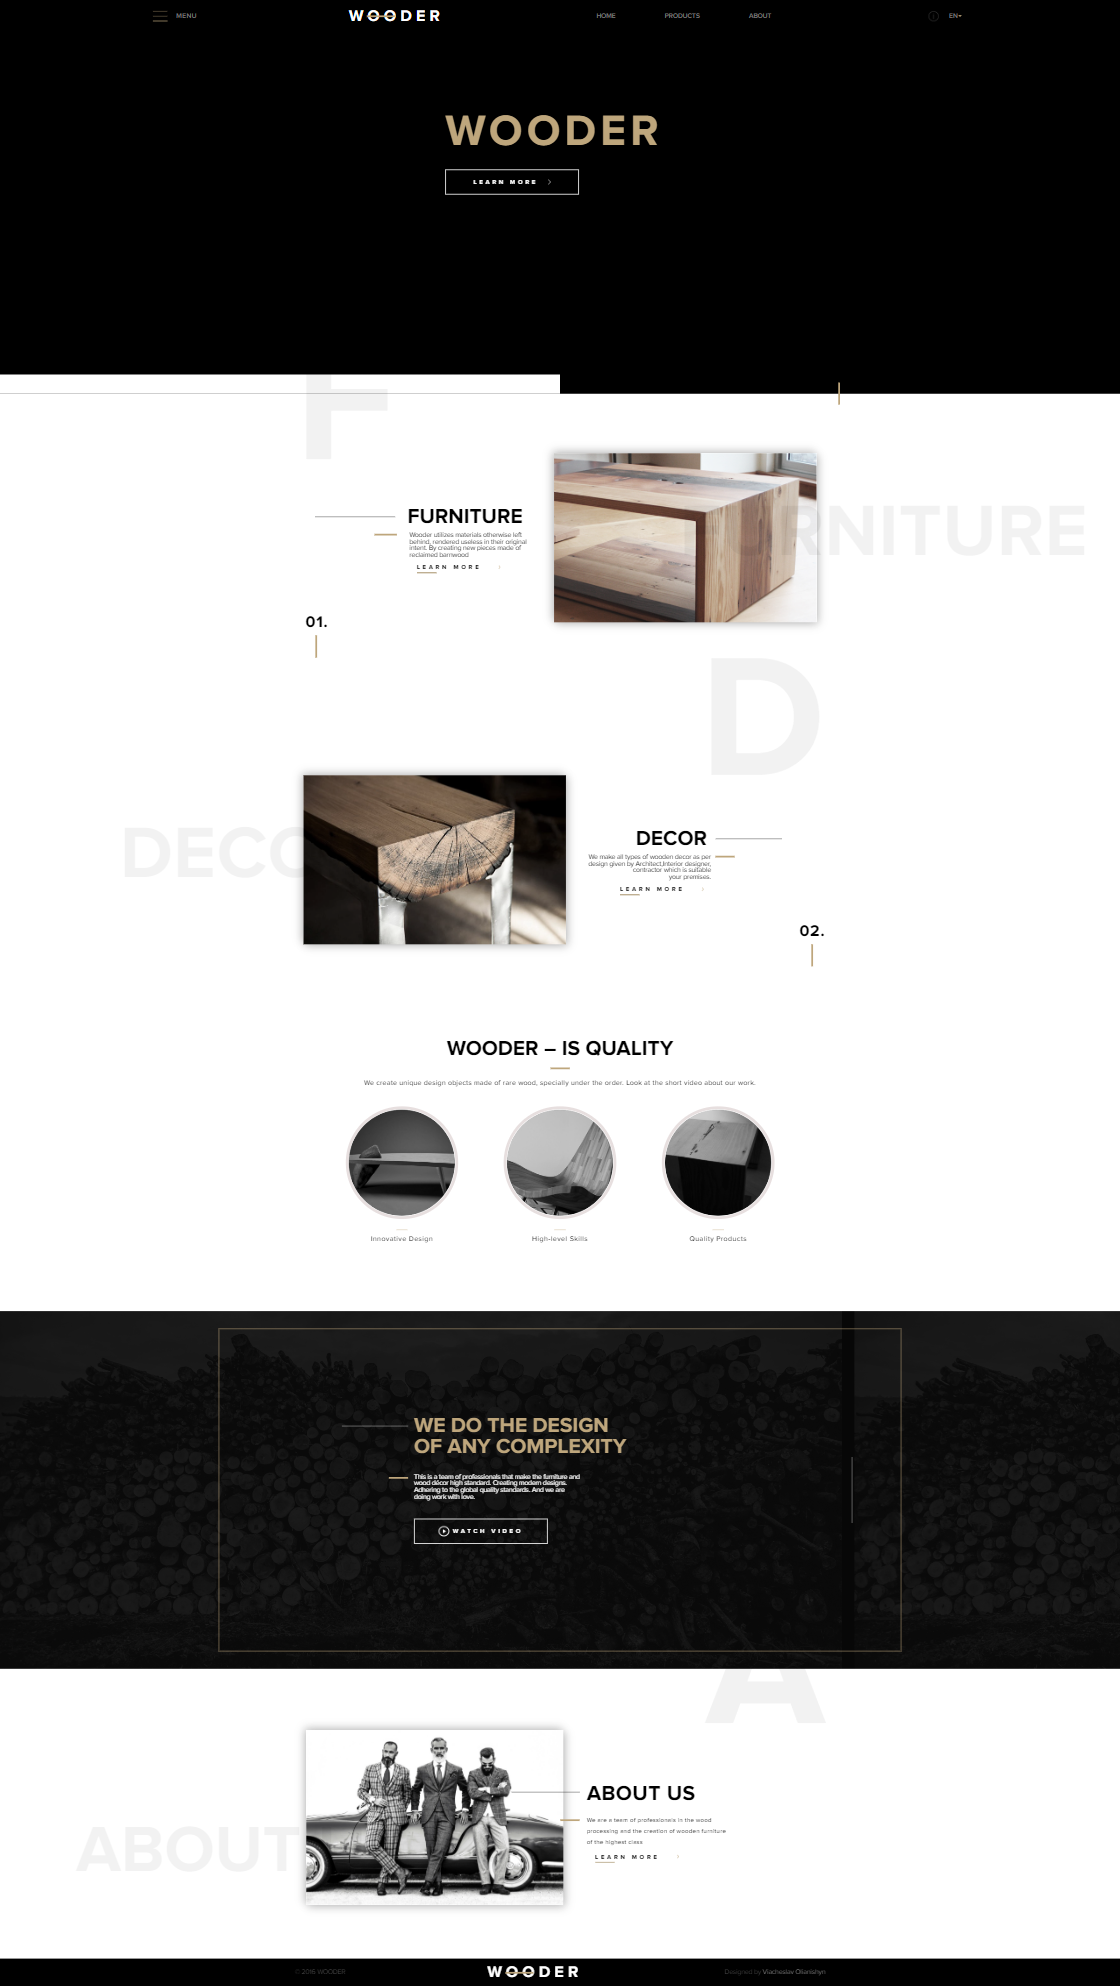 MENU
WOODER
HOME
PRODUCTS
ABOUT
EN
WOODER
LEARN MORE
F
FURNITURE
RNITURE
Wooder utilizes materials otherwise left
behind, rendered useless in their original
intent. By creating new pieces made of
reclaimed barnwood
LEARN MORE
01.
D
DECO
DECOR
We make all types of wooden decor as per
design given by Architect,Interior designer,
contractor which is suitable
your premises.
LEARN MORE
02.
WOODER – IS QUALITY
We create unique design objects made of rare wood, specially under the order. Look at the short video about our work.
Innovative Design
High-level Skills
Quality Products
WE DO THE DESIGN
OF ANY COMPLEXITY
This is a team of professionals that make the furniture and
wood décor high standard. Creating modern designs.
Adhering to the global quality standards. And we are
doing work with love.
WATCH VIDEO
A
ABOUT
ABOUT US
We are a team of professionals in the wood
processing and the creation of wooden furniture
of the highest class
LEARN MORE
© 2016 WOODER
WOODER
Designed by Viacheslav Olianishyn